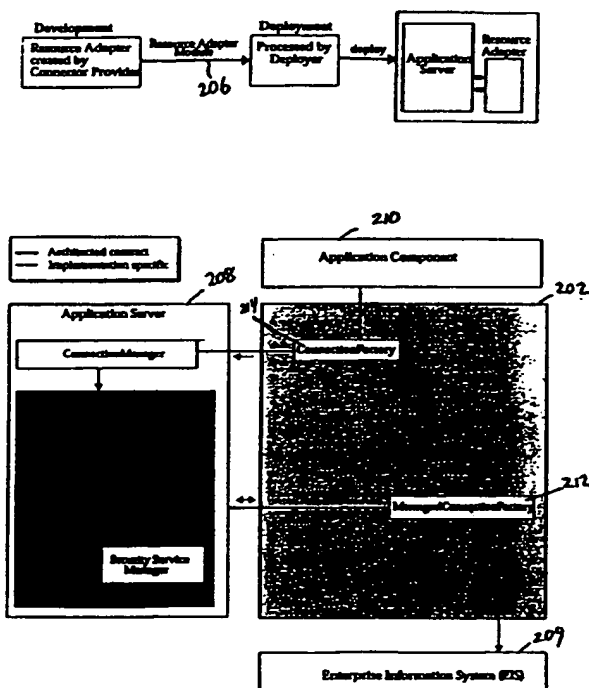 Development
Resource Adapter
created by
Connector Provider
Resource Adapter
Module
206
Deployment
Processed by
Deployer
deploy
Application
Server
Resource
Adapter
Architected contract
Implementation specific
208
210
Application Component
202
Application Server
214
ConnectionManager
ConnectionFactory
212
ManagedConnectionFactory
Security Service
Manager
209
Enterprise Information System (EIS)